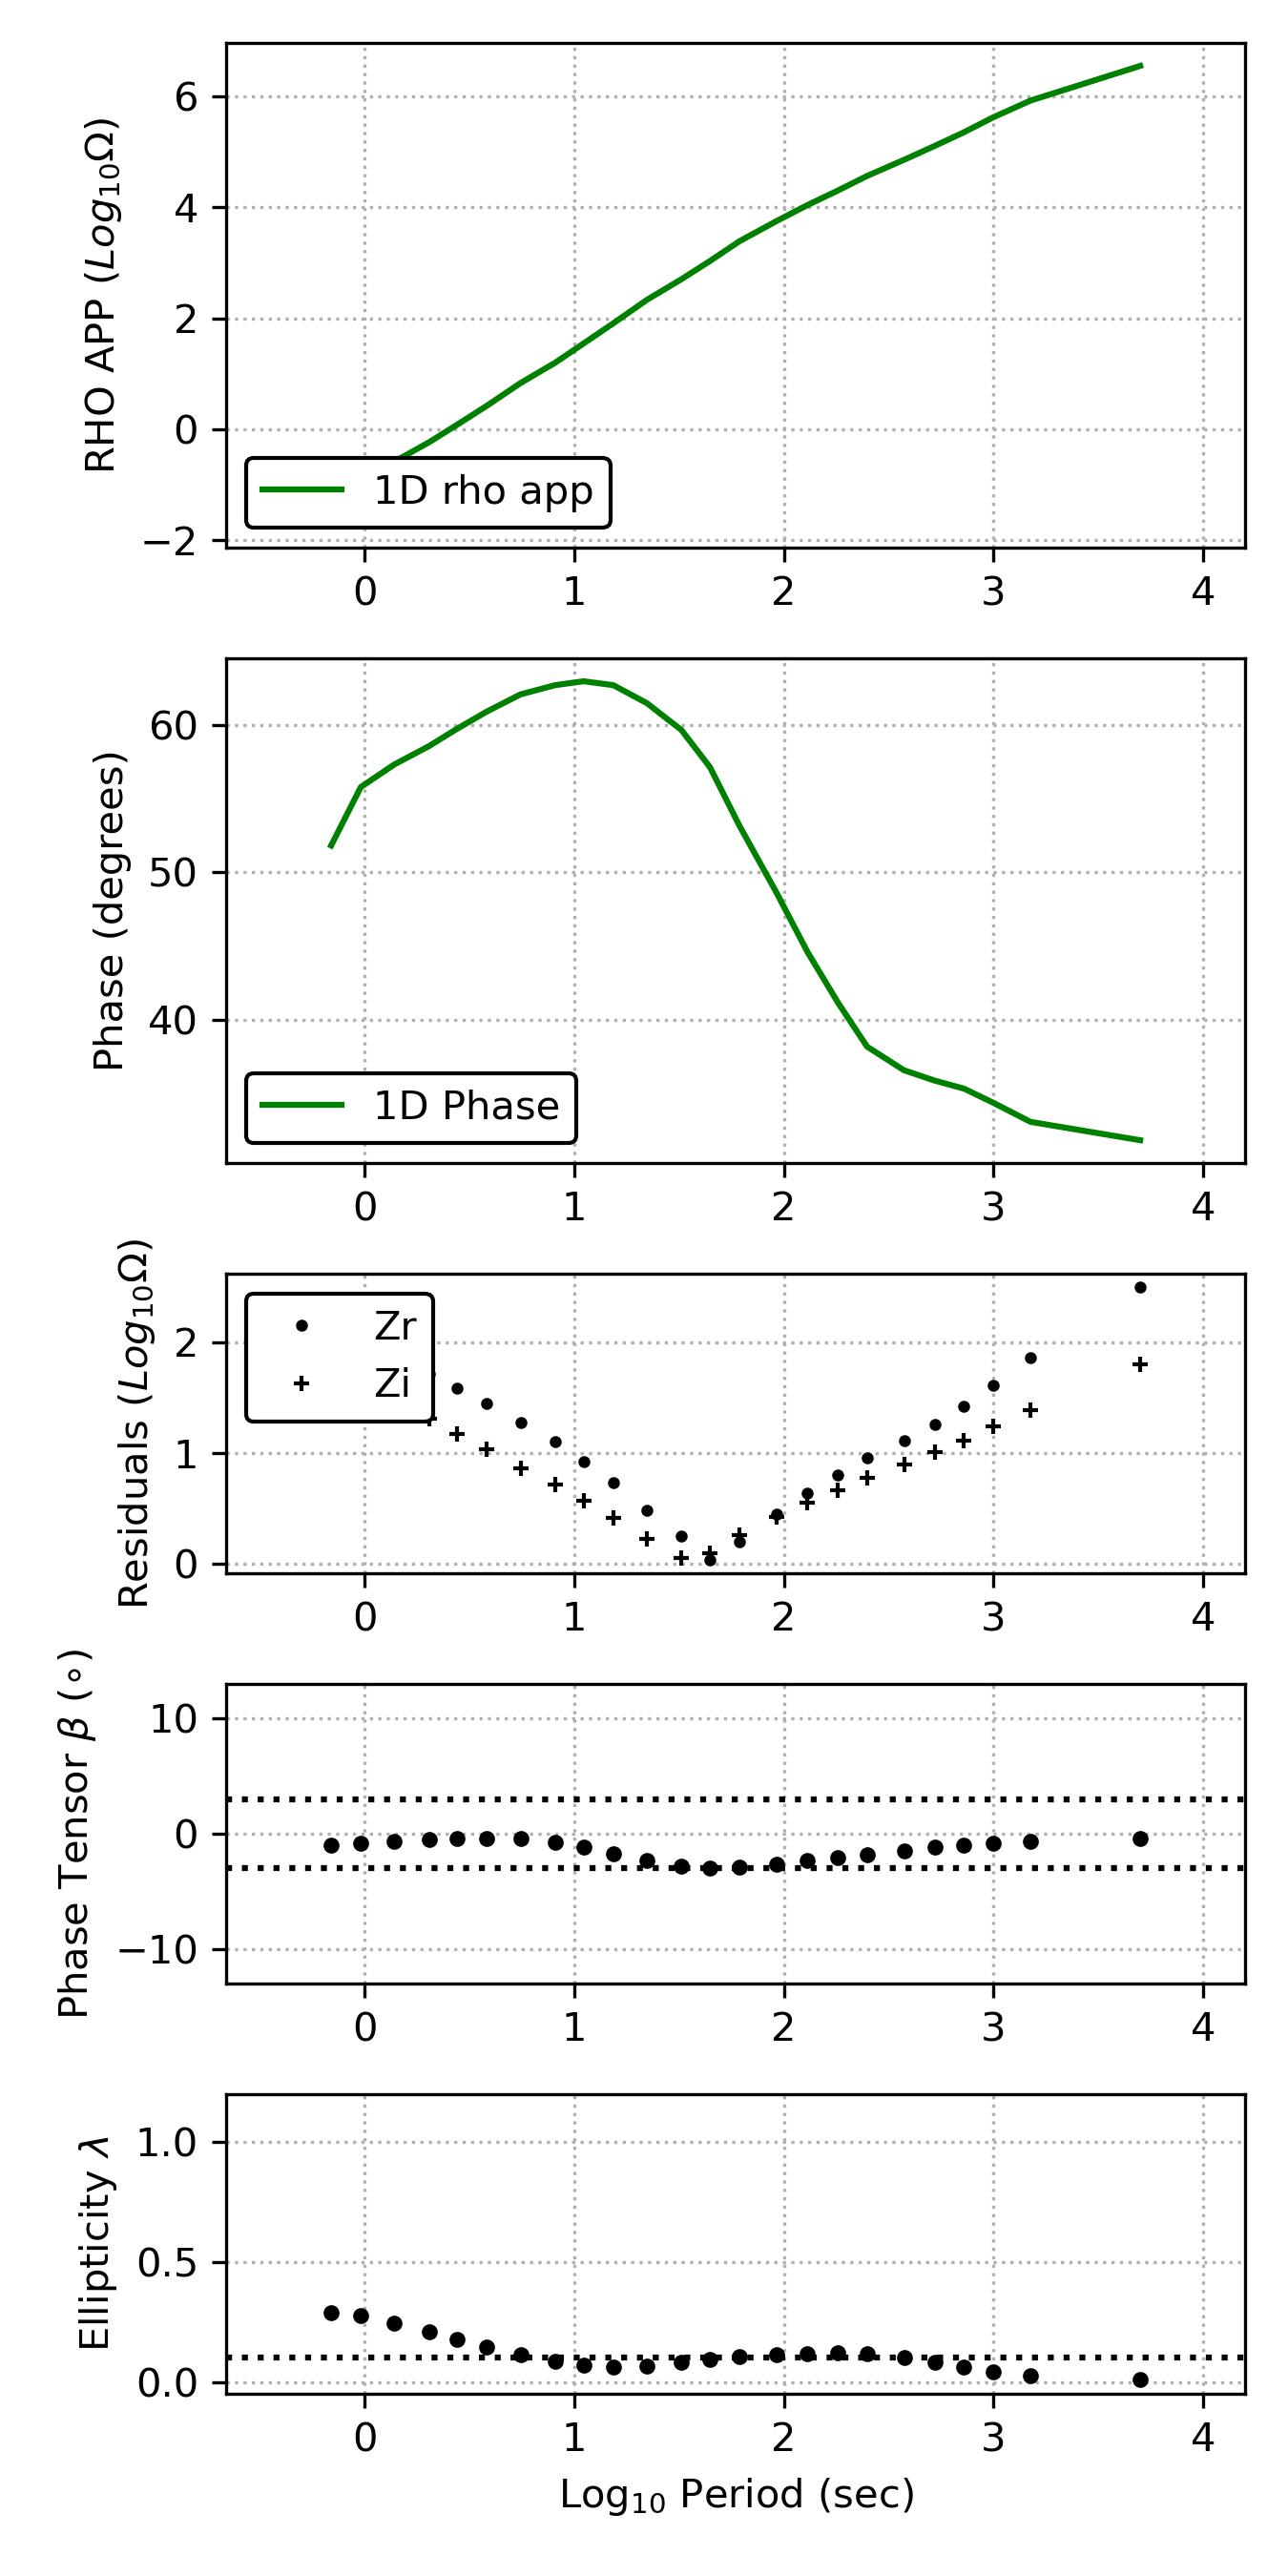 RHO APP (Log₁₀Ω)
6
4
2
0
−2
1D rho app
0 1 2 3 4
Phase (degrees)
60
50
40
1D Phase
0 1 2 3 4
Residuals (Log₁₀Ω)
2
1
0
Zr
Zi
0 1 2 3 4
Phase Tensor β (∘)
10
0
−10
0 1 2 3 4
Ellipticity λ
1.0
0.5
0.0
0 1 2 3 4
Log₁₀ Period (sec)